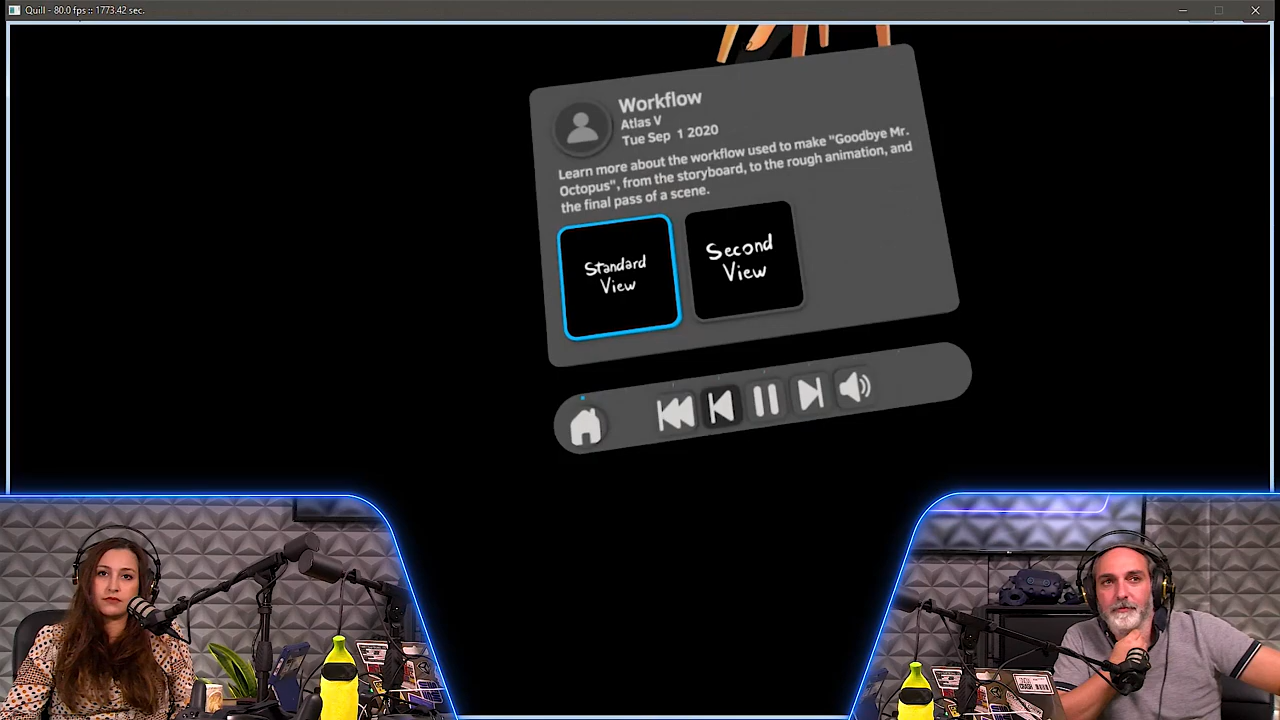 Quill - 80.0 fps :: 1773.42 sec.
Workflow
Atlas V
Tue Sep 1 2020
Learn more about the workflow used to make "Goodbye Mr.
Octopus", from the storyboard, to the rough animation, and
the final pass of a scene.
Standard
View
Second
View